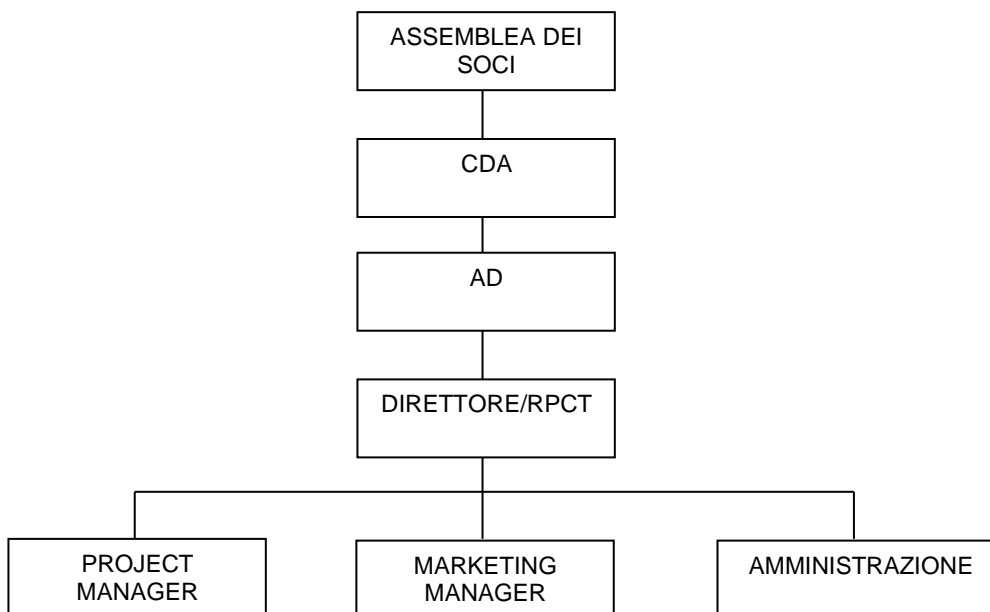 ASSEMBLEA DEI
SOCI
CDA
AD
DIRETTORE/RPCT
PROJECT
MANAGER
MARKETING
MANAGER
AMMINISTRAZIONE